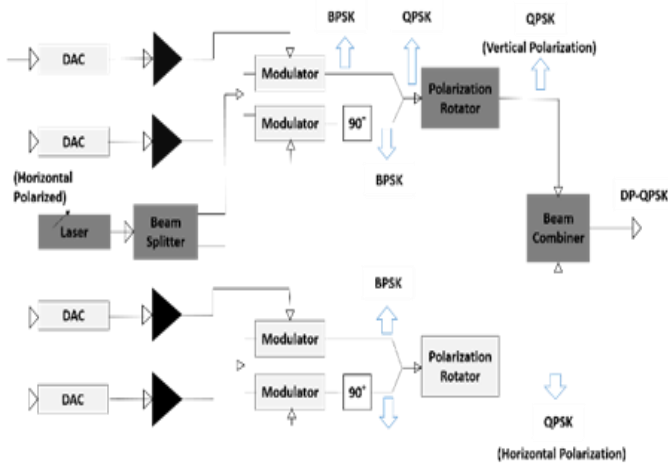 BPSK
QPSK
QPSK
(Vertical Polarization)
DAC
Modulator
Polarization
Rotator
DAC
Modulator
90°
BPSK
(Horizontal
Polarized)
Laser
Beam
Splitter
Beam
Combiner
DP-QPSK
BPSK
DAC
Modulator
Polarization
Rotator
DAC
Modulator
90°
QPSK
(Horizontal Polarization)